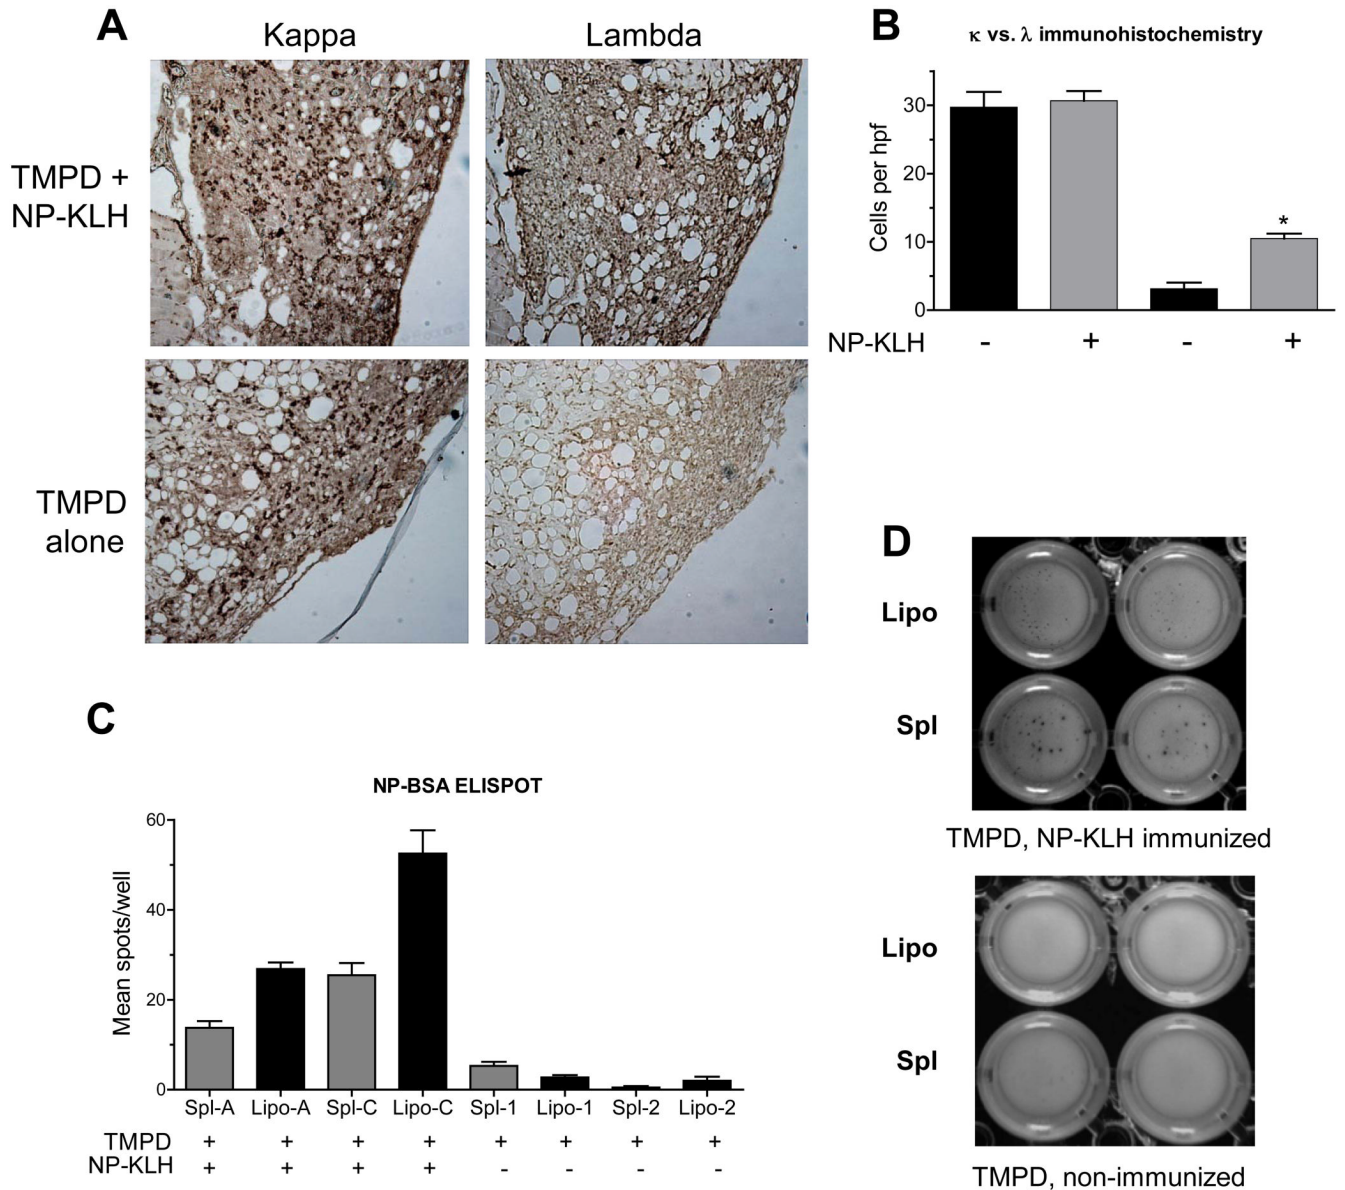 A
Kappa
Lambda
TMPD +
NP-KLH
TMPD
alone
B
κ vs. λ immunohistochemistry
Cells per hpf
30
20
10
0
*
NP-KLH - + - +
C
NP-BSA ELISPOT
Mean spots/well
60
40
20
0
Spl-A Lipo-A Spl-C Lipo-C Spl-1 Lipo-1 Spl-2 Lipo-2
TMPD + + + + + + + +
NP-KLH + + + + - - - -
D
Lipo
Spl
TMPD, NP-KLH immunized
Lipo
Spl
TMPD, non-immunized